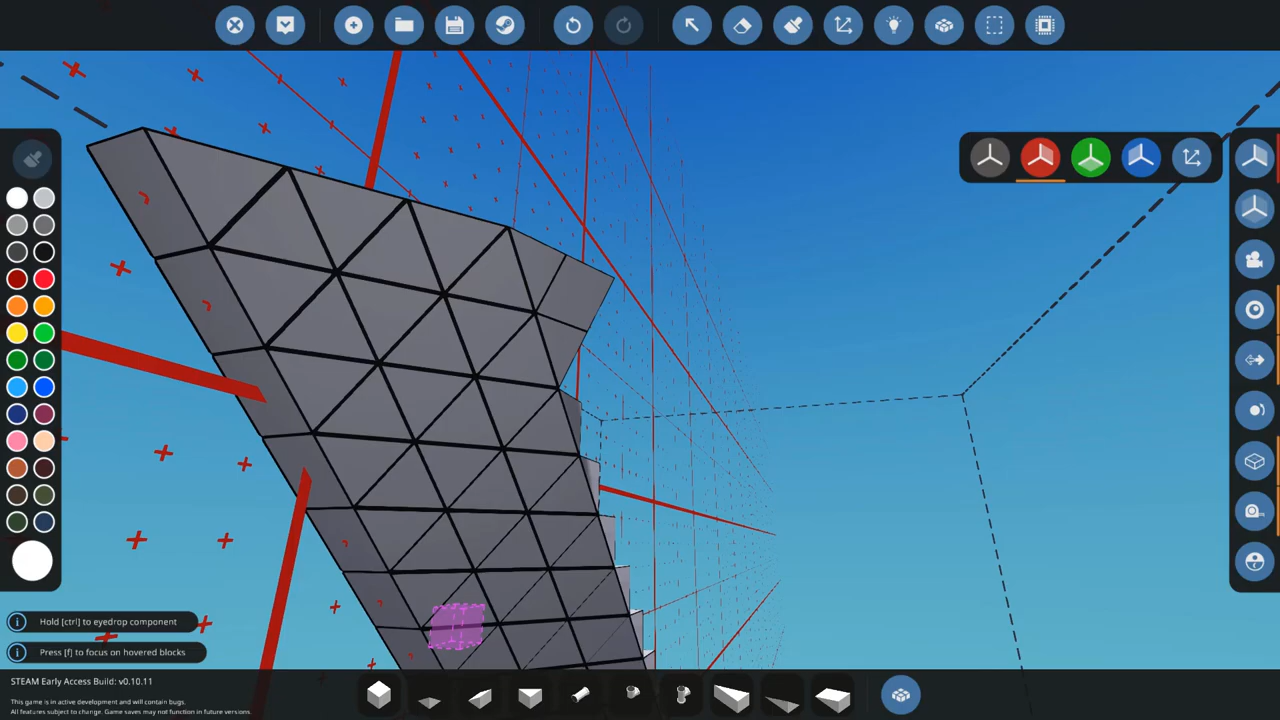 Hold [ctrl] to eyedrop component
Press [f] to focus on hovered blocks
STEAM Early Access Build: v0.10.11
This game is in active development and will contain bugs.
All features subject to change. Game saves may not function in future versions.